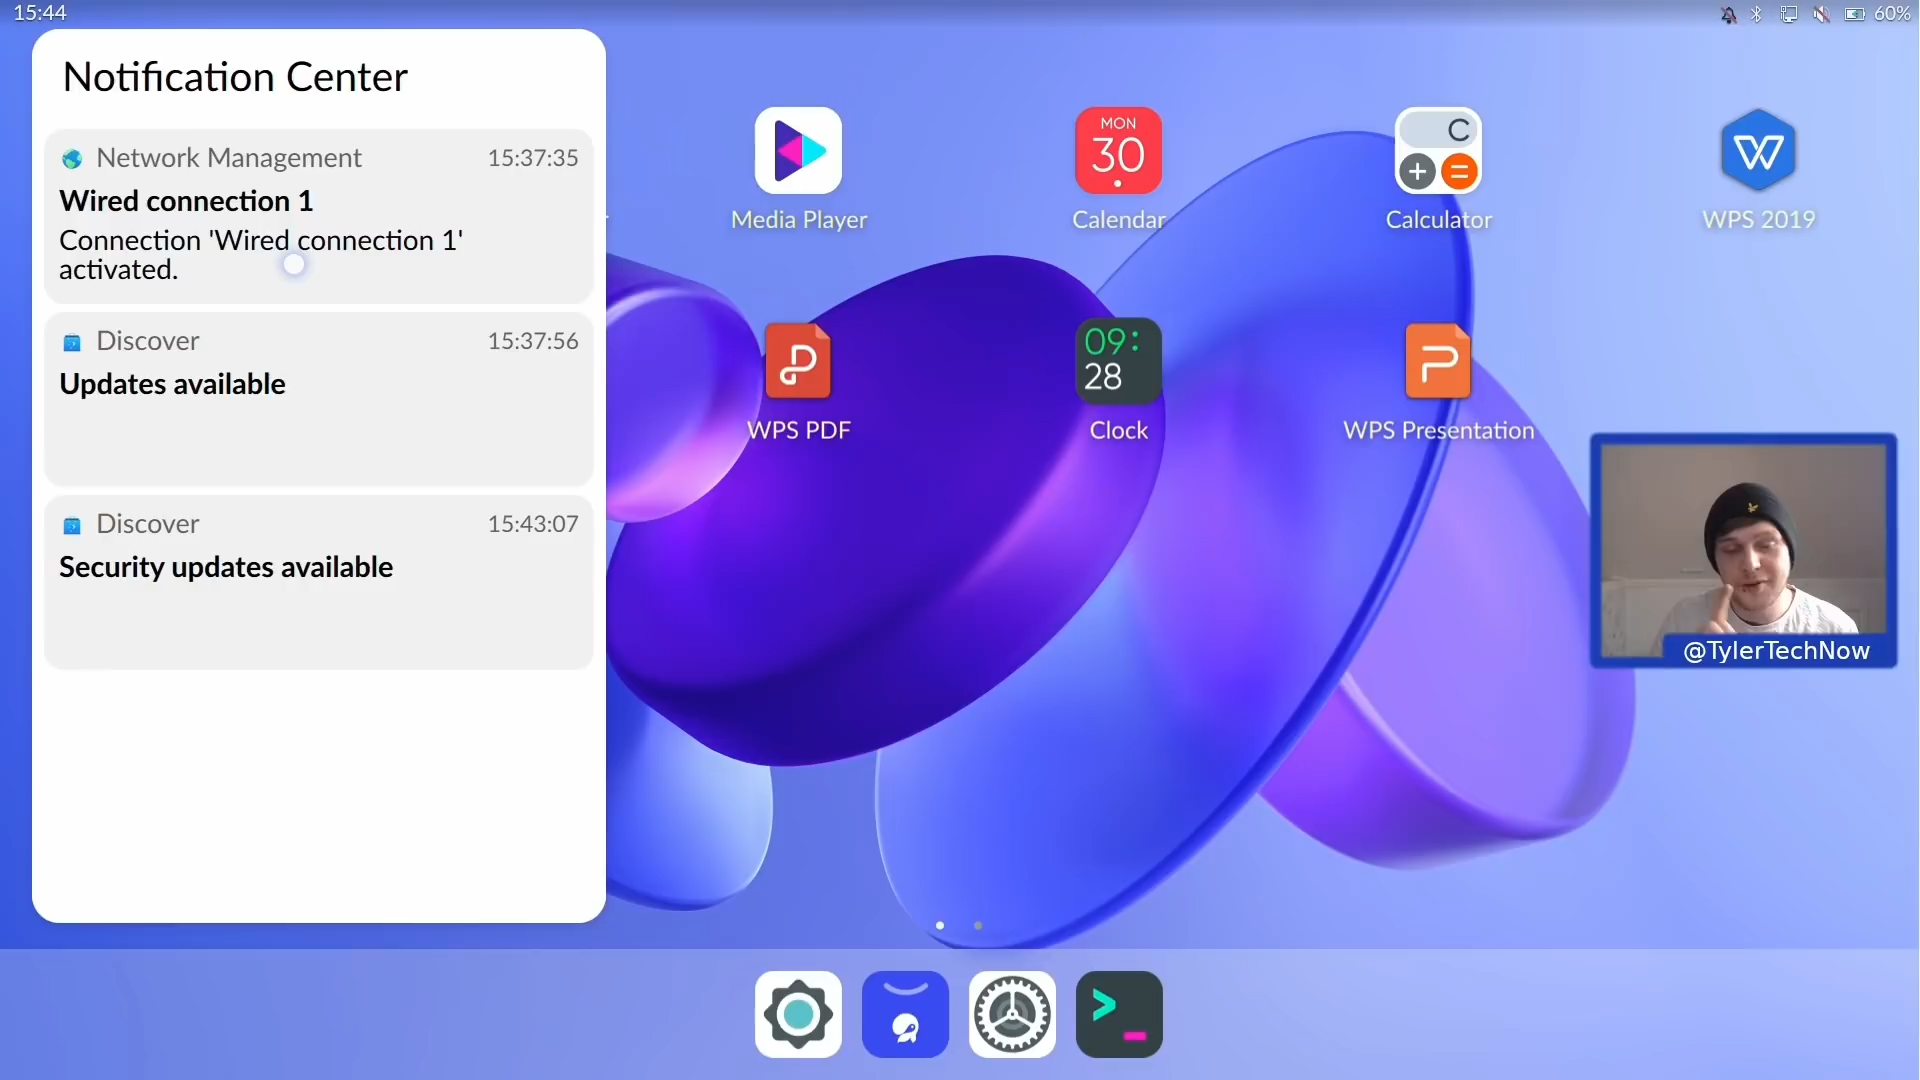 15:44
60%
Notification Center
Network Management 15:37:35
Wired connection 1
Connection 'Wired connection 1'
activated.
Discover 15:37:56
Updates available
Discover 15:43:07
Security updates available
MON
30
C
+ =
W
Media Player
Calendar
Calculator
WPS 2019
09:
28
P
WPS PDF
Clock
WPS Presentation
@TylerTechNow
>_